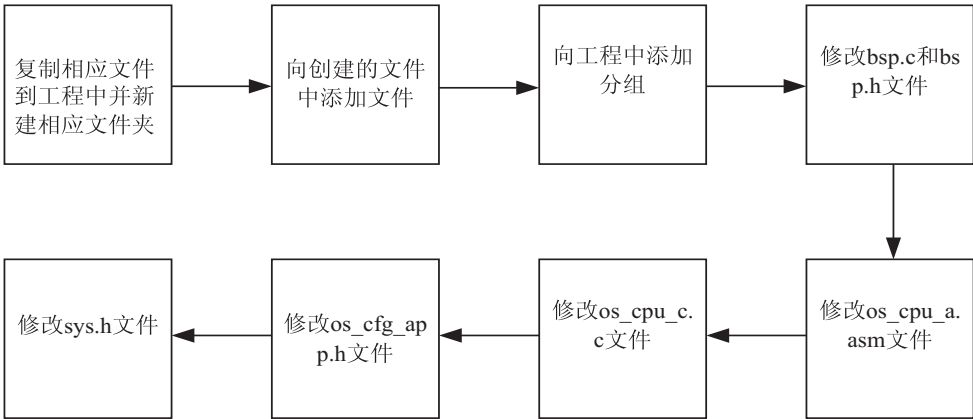 复制相应文件
到工程中并新
建相应文件夹
向创建的文件
中添加文件
向工程中添加
分组
修改bsp.c和bs
p.h文件
修改sys.h文件
修改os_cfg_ap
p.h文件
修改os_cpu_c.
c文件
修改os_cpu_a.
asm文件